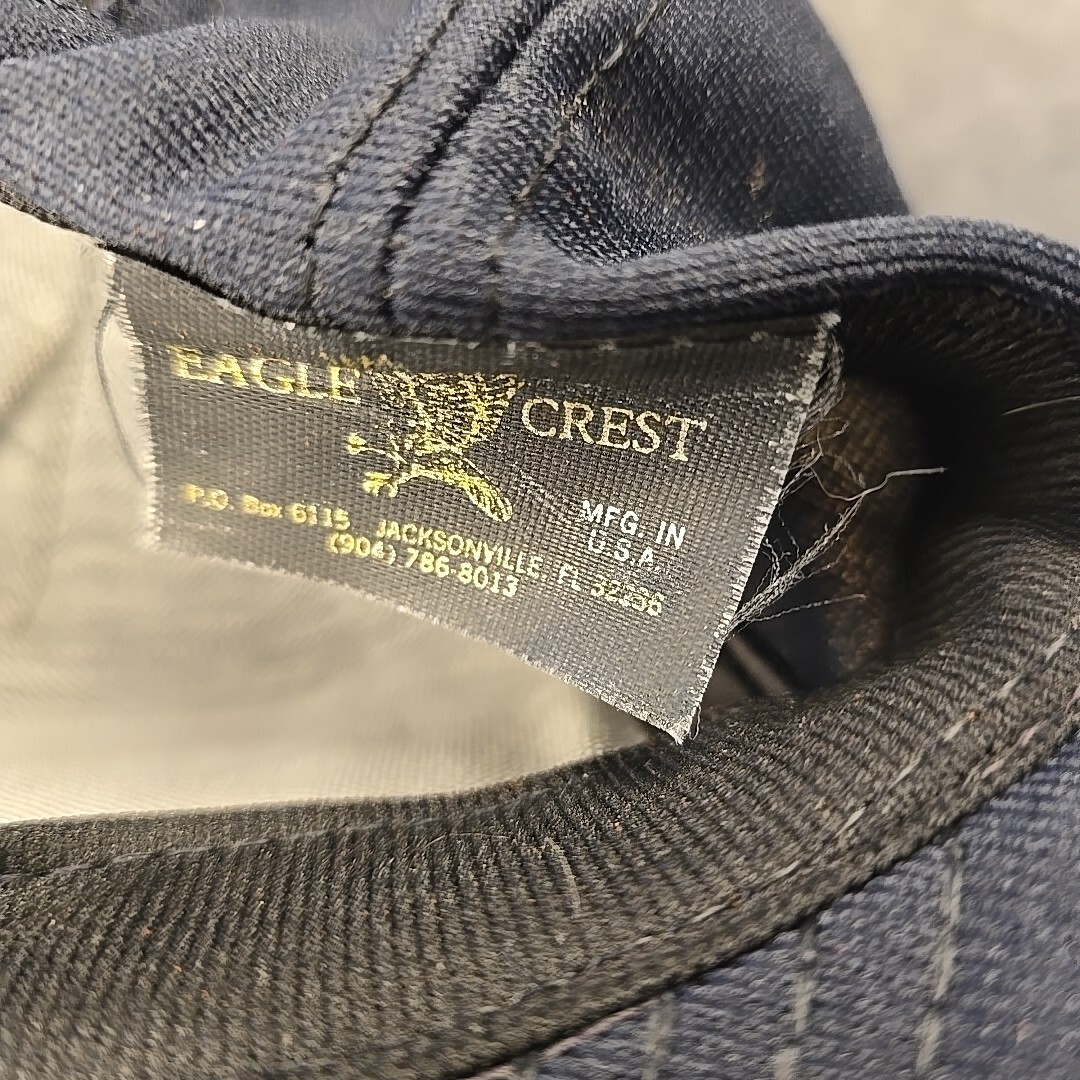 EAGLE CREST
MFG. IN
U.S.A.
P.O. Box 6115, JACKSONVILLE, FL 32236
(904) 786-8013